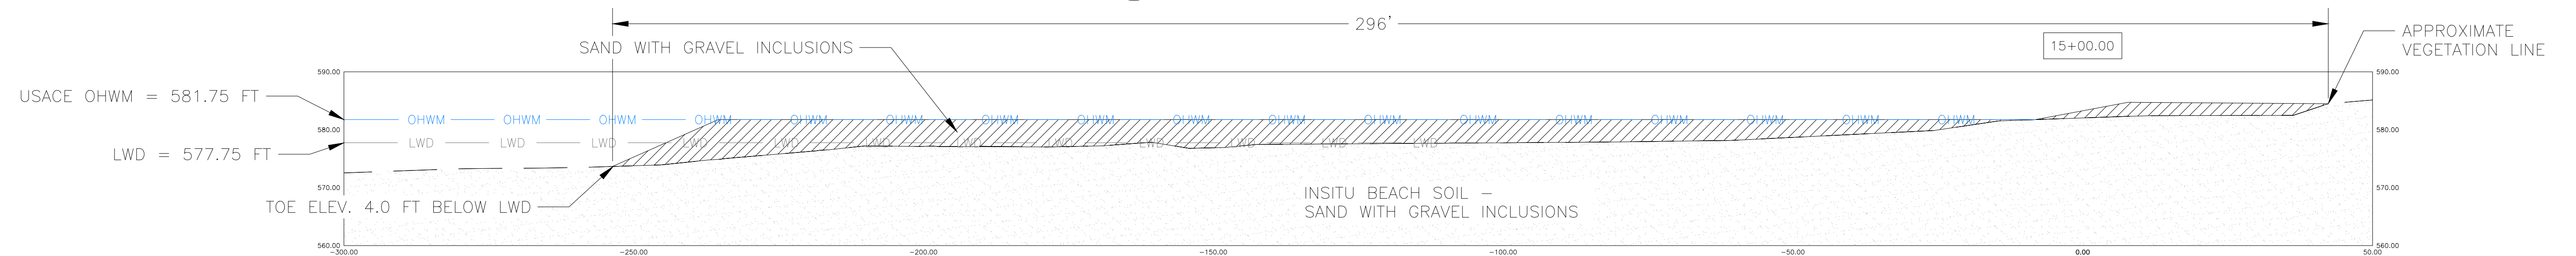 296'
SAND WITH GRAVEL INCLUSIONS
15+00.00
APPROXIMATE
VEGETATION LINE
590.00
590.00
USACE OHWM = 581.75 FT
OHWM OHWM OHWM OHWM OHWM OHWM OHWM OHWM OHWM OHWM OHWM OHWM OHWM OHWM OHWM OHWM OHWM
580.00
580.00
LWD LWD LWD LWD LWD LWD LWD LWD LWD LWD LWD LWD
LWD = 577.75 FT
570.00
570.00
INSITU BEACH SOIL –
SAND WITH GRAVEL INCLUSIONS
TOE ELEV. 4.0 FT BELOW LWD
560.00
560.00
-300.00 -250.00 -200.00 -150.00 -100.00 -50.00 0.00 50.00